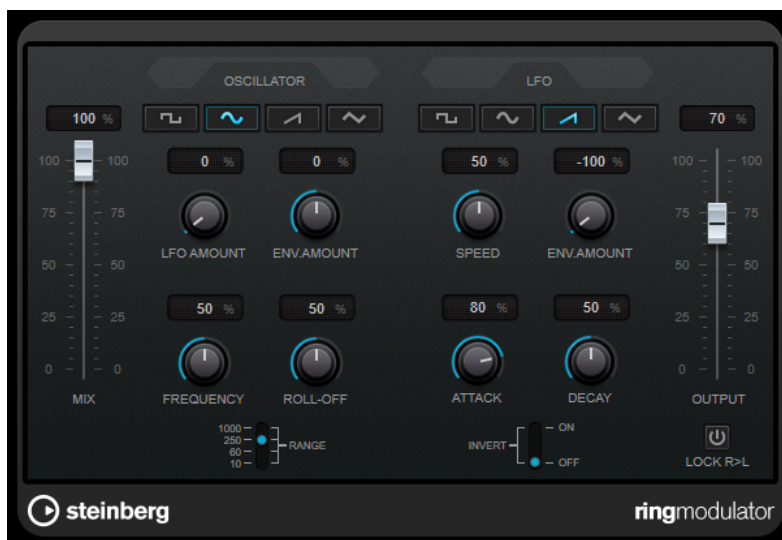 OSCILLATOR LFO
100 % 70 %
0 % 0 % 50 % -100 %
100 100 100 100
75 75 75 75
LFO AMOUNT ENV.AMOUNT SPEED ENV.AMOUNT
50 50 50 50
50 % 50 % 80 % 50 %
25 25 25 25
0 0 0 0
MIX FREQUENCY ROLL-OFF ATTACK DECAY OUTPUT
1000
250
60
10
RANGE
INVERT
ON
OFF
LOCK R>L
steinberg ringmodulator